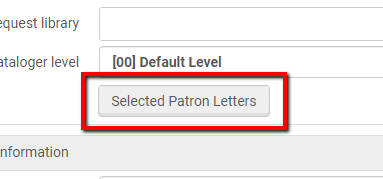 equest library
ataloger level [00] Default Level
Selected Patron Letters
nformation